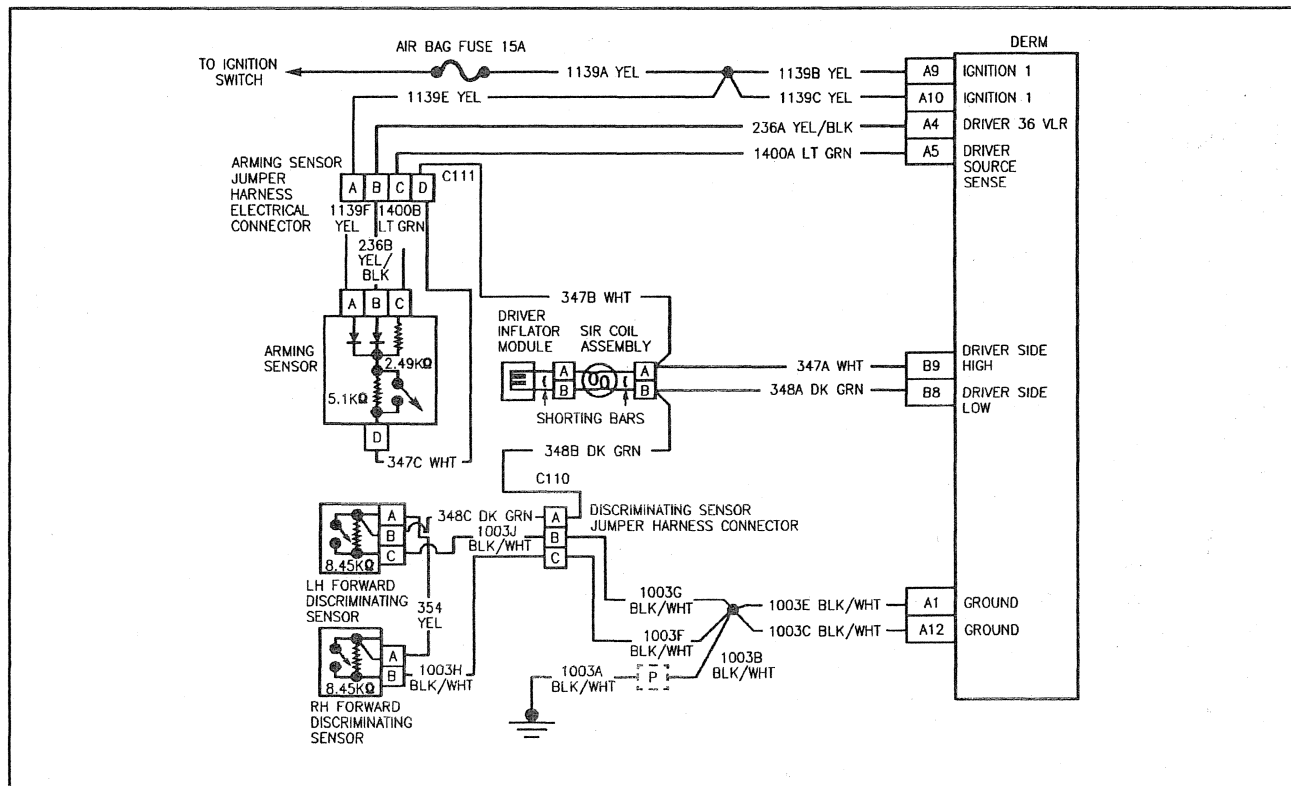 DERM
AIR BAG FUSE 15A
TO IGNITION
SWITCH
1139A YEL
1139B YEL
A9
IGNITION 1
1139E YEL
1139C YEL
A10
IGNITION 1
236A YEL/BLK
A4
DRIVER 36 VLR
1400A LT GRN
A5
DRIVER
SOURCE
SENSE
ARMING SENSOR
JUMPER
HARNESS
ELECTRICAL
CONNECTOR
A B C D
C111
1139F
YEL
1400B
LT GRN
236B
YEL/
BLK
A B C
ARMING
SENSOR
2.49KΩ
5.1KΩ
D
347C WHT
347B WHT
DRIVER
INFLATOR
MODULE
SIR COIL
ASSEMBLY
A
B
A
B
SHORTING BARS
347A WHT
B9
DRIVER SIDE
HIGH
348A DK GRN
B8
DRIVER SIDE
LOW
348B DK GRN
C110
DISCRIMINATING SENSOR
JUMPER HARNESS CONNECTOR
A
B
C
348C DK GRN
1003J
BLK/WHT
A
B
C
8.45KΩ
LH FORWARD
DISCRIMINATING
SENSOR
354
YEL
A
B
1003H
BLK/WHT
8.45KΩ
RH FORWARD
DISCRIMINATING
SENSOR
1003G
BLK/WHT
1003F
BLK/WHT
1003E BLK/WHT
A1
GROUND
1003C BLK/WHT
A12
GROUND
1003B
BLK/WHT
1003A
BLK/WHT
P